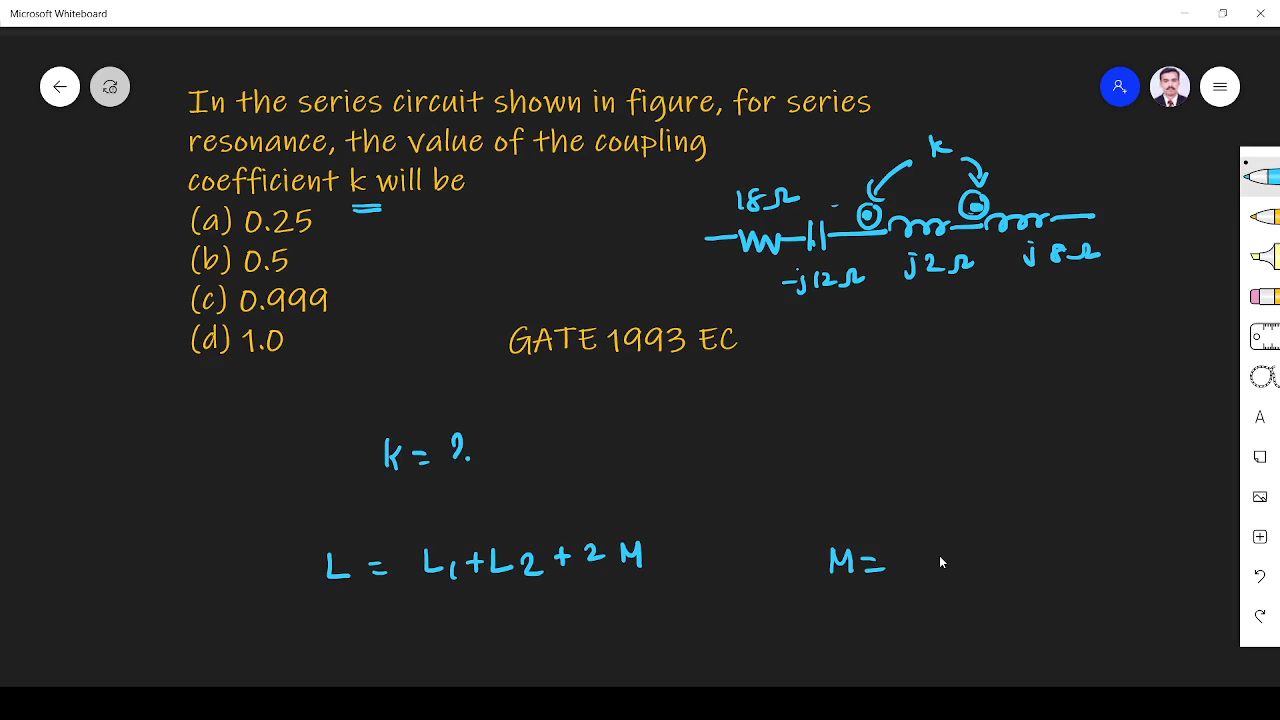 Microsoft Whiteboard
In the series circuit shown in figure, for series
resonance, the value of the coupling
coefficient k will be
(a) 0.25
(b) 0.5
(c) 0.999
(d) 1.0
GATE 1993 EC
k
18Ω
-j12Ω
j2Ω
j8Ω
k = ?.
L = L1+L2+2M
M=
A